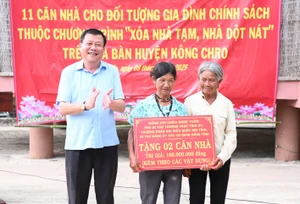 11 CĂN NHÀ CHO ĐỐI TƯỢNG GIA ĐÌNH CHÍNH SÁCH
THUỘC CHƯƠNG TRÌNH "XÓA NHÀ TẠM, NHÀ DỘT NÁT"
TRÊN ĐỊA BÀN HUYỆN KÔNG CHRO
2025
TẶNG 02 CĂN NHÀ
TRỊ GIÁ: 160.000.000 đồng
(KÈM THEO CÁC VẬT DỤNG)